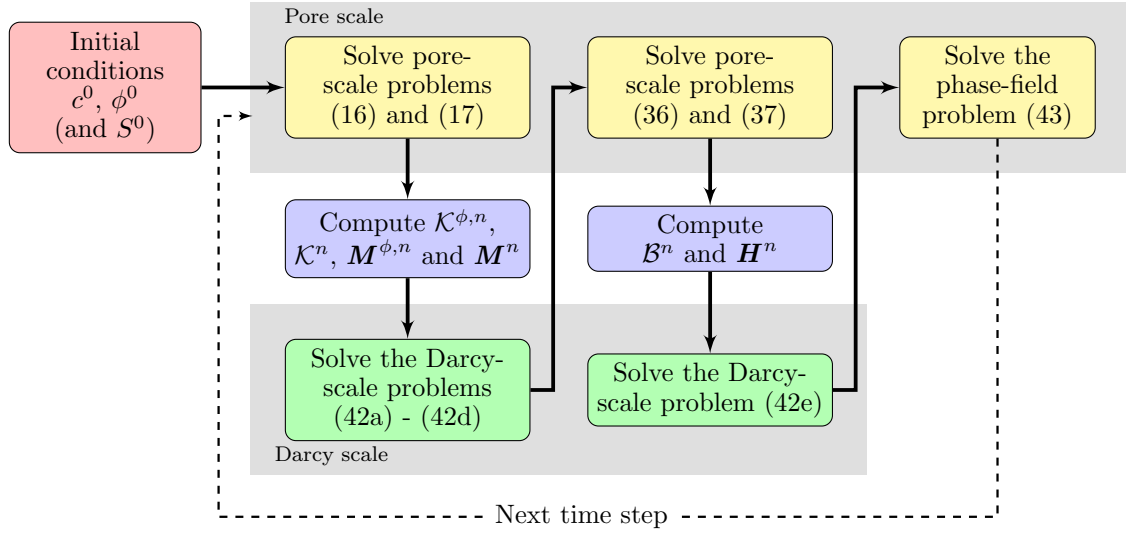 Pore scale
Initial
conditions
c⁰, ϕ⁰
(and S⁰)
Solve pore-
scale problems
(16) and (17)
Solve pore-
scale problems
(36) and (37)
Solve the
phase-field
problem (43)
Compute 𝒦^{ϕ,n},
𝒦ⁿ, M^{ϕ,n} and Mⁿ
Compute
ℬⁿ and Hⁿ
Solve the Darcy-
scale problems
(42a) - (42d)
Solve the Darcy-
scale problem (42e)
Darcy scale
Next time step